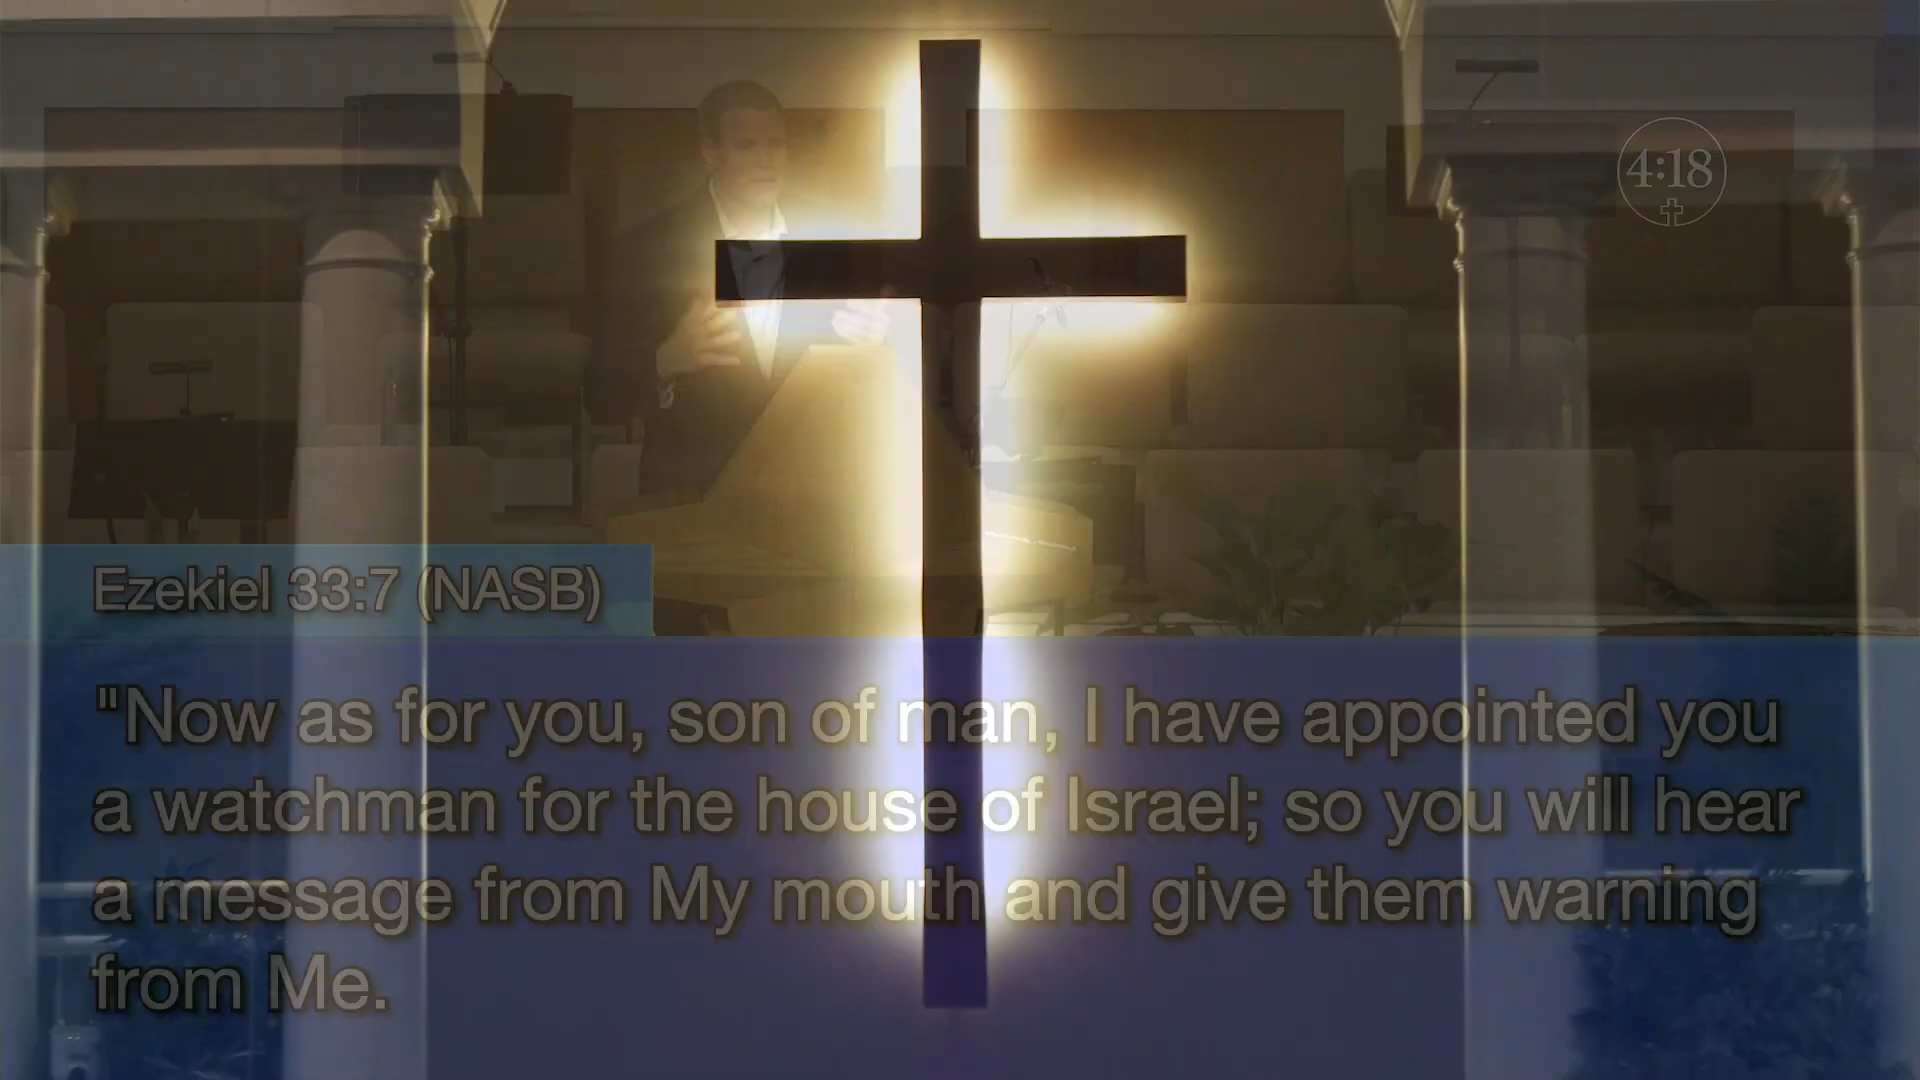 4:18
Ezekiel 33:7 (NASB)
"Now as for you, son of man, I have appointed you
a watchman for the house of Israel; so you will hear
a message from My mouth and give them warning
from Me.